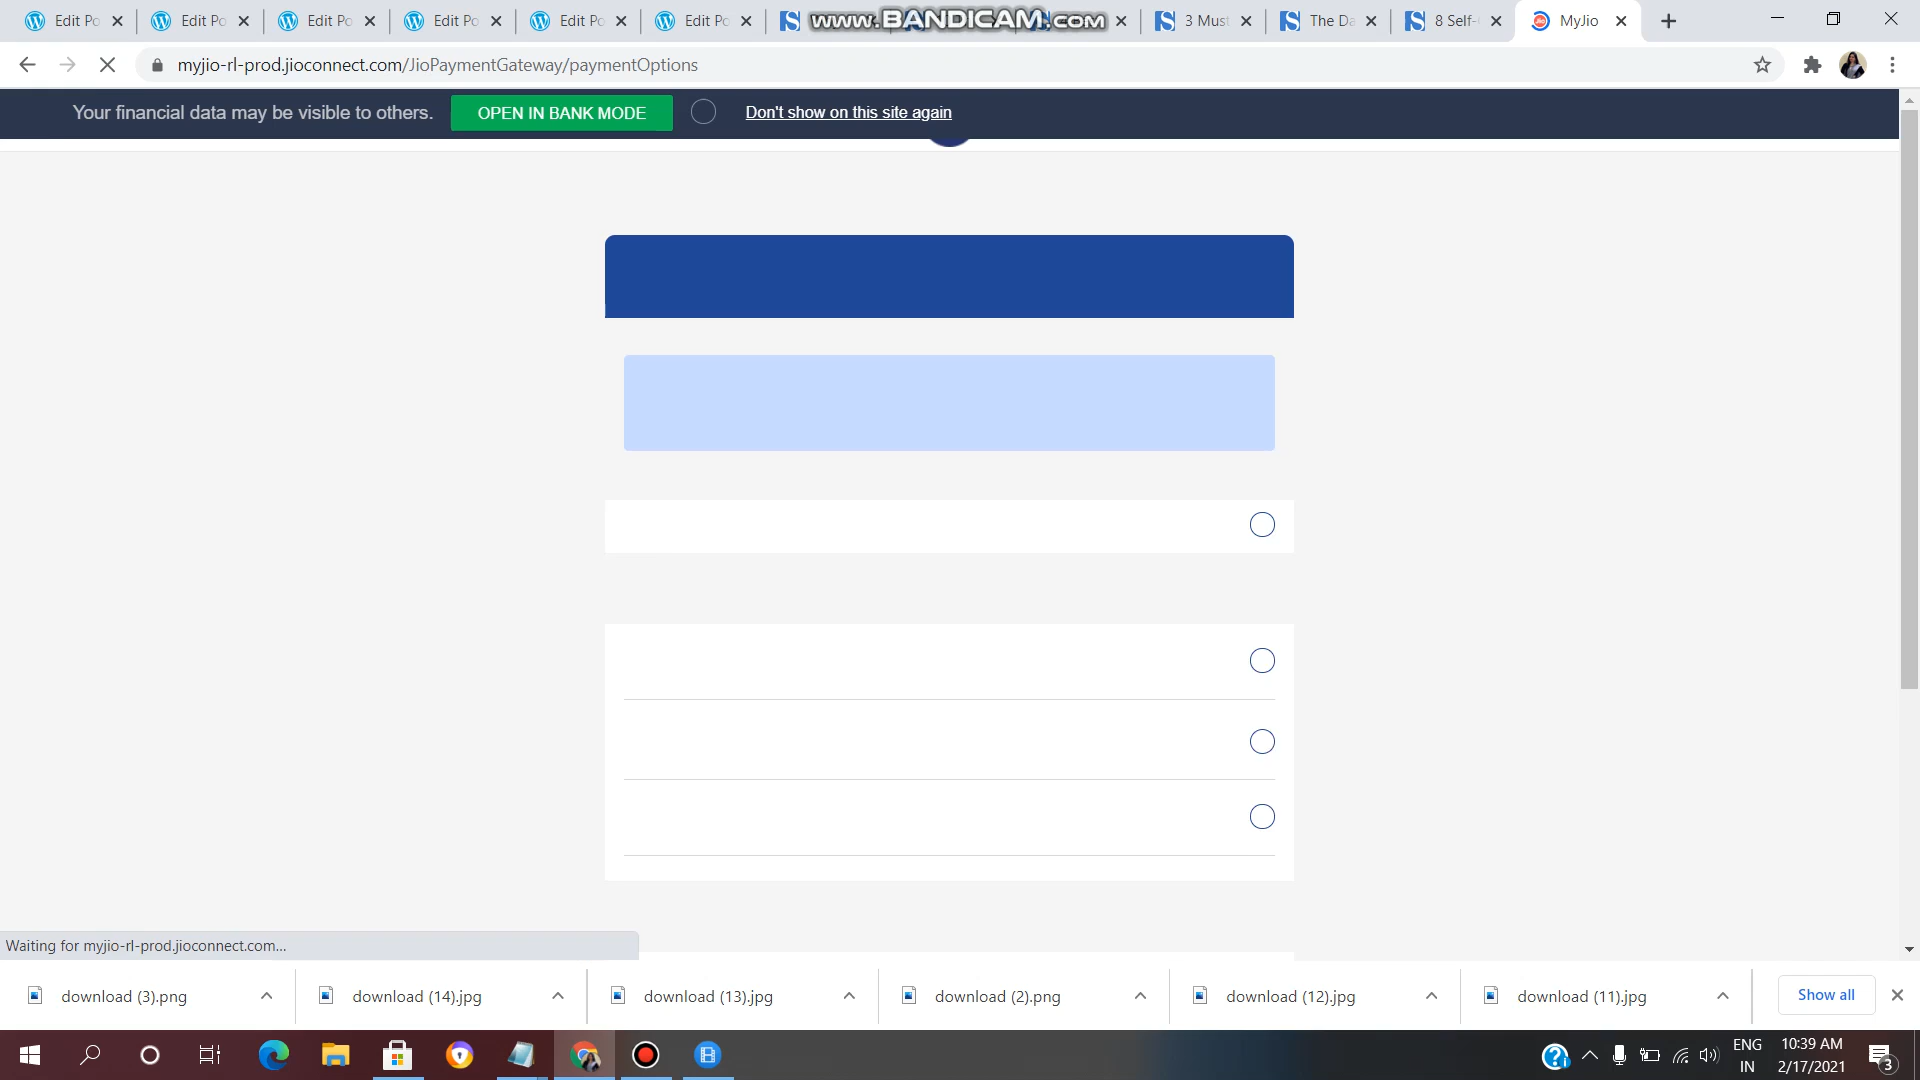 Edit Po
Edit Po
Edit Po
Edit Po
Edit Po
Edit Po
www.BANDICAM.com
3 Must
The Da
8 Self-
MyJio
myjio-rl-prod.jioconnect.com/JioPaymentGateway/paymentOptions
Your financial data may be visible to others.
OPEN IN BANK MODE
Don't show on this site again
Waiting for myjio-rl-prod.jioconnect.com...
download (3).png
download (14).jpg
download (13).jpg
download (2).png
download (12).jpg
download (11).jpg
Show all
ENG
IN
10:39 AM
2/17/2021
3